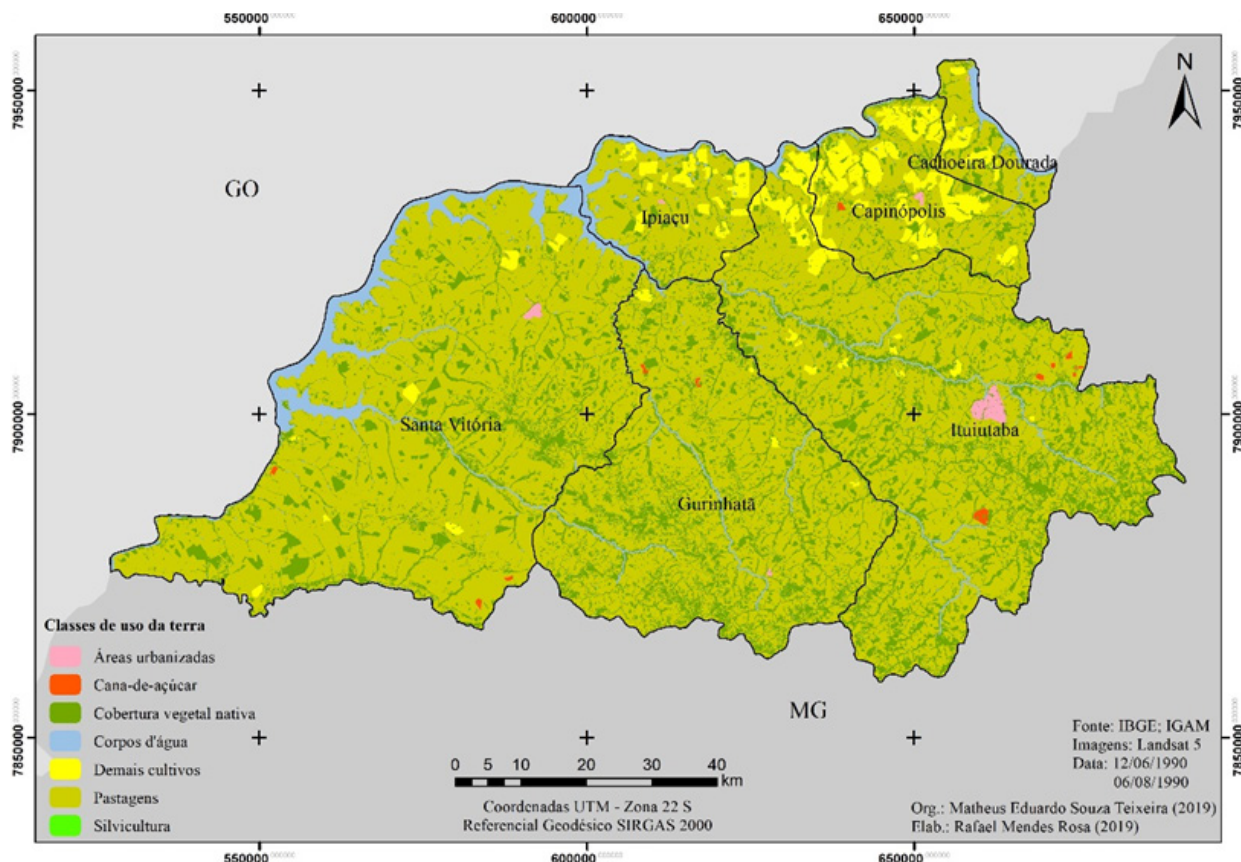 550000 600000 650000
N
7950000 7950000
GO
Cadhoeira Dourada
Ipiaçu
Capinópolis
7900000 7900000
Santa Vitória
Ituiutaba
Gurinhatã
Classes de uso da terra
Áreas urbanizadas
Cana-de-açúcar
Cobertura vegetal nativa
Corpos d'água
Demais cultivos
Pastagens
Silvicultura
MG
7850000 7850000
0 5 10 20 30 40
km
Coordenadas UTM - Zona 22 S
Referencial Geodésico SIRGAS 2000
Fonte: IBGE; IGAM
Imagens: Landsat 5
Data: 12/06/1990
06/08/1990
Org.: Matheus Eduardo Souza Teixeira (2019)
Elab.: Rafael Mendes Rosa (2019)
550000 600000 650000